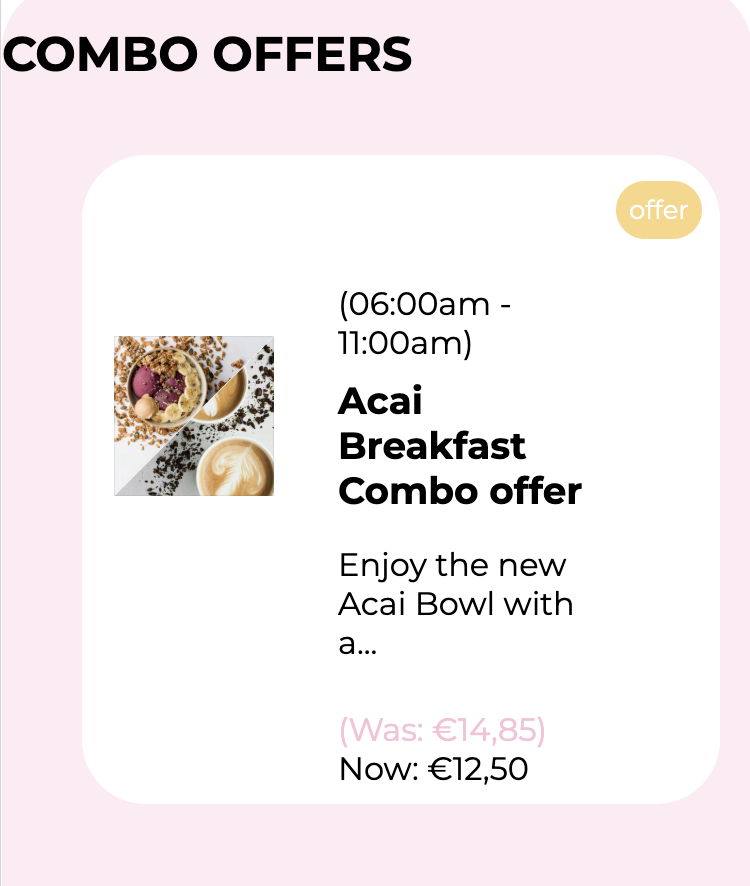 COMBO OFFERS
offer
(06:00am -
11:00am)
Acai
Breakfast
Combo offer
Enjoy the new
Acai Bowl with
a...
(Was: €14,85)
Now: €12,50